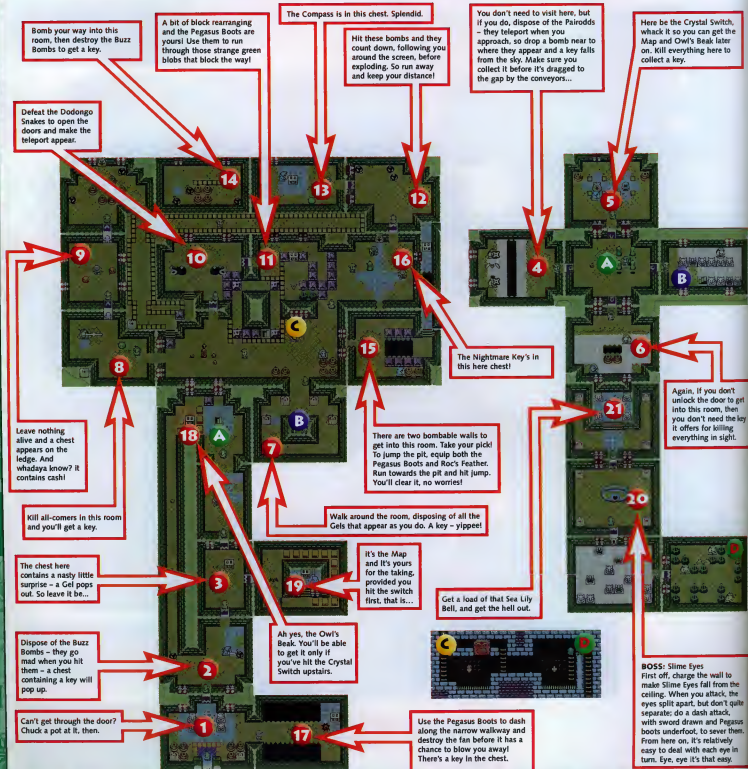 Bomb your way into this
room, then destroy the Buzz
Bombs to get a key.
A bit of block rearranging
and the Pegasus Boots are
yours! Use them to run
through those strange green
blobs that block the way!
The Compass is in this chest. Splendid.
Hit these bombs and they
count down, following you
around the screen, before
exploding. So run away
and keep your distance!
You don't need to visit here, but
if you do, dispose of the Pairodds
– they teleport when you
approach, so drop a bomb near to
where they appear and a key falls
from the sky. Make sure you
collect it before it's dragged to
the gap by the conveyors...
Here be the Crystal Switch,
whack it so you can get the
Map and Owl's Beak later
on. Kill everything here to
collect a key.
Defeat the Dodongo
Snakes to open the
doors and make the
teleport appear.
14
13
12
5
9
10
11
16
4
A
B
C
8
15
6
The Nightmare Key's in
this here chest!
Again, If you don't
unlock the door to get
into this room, then
you don't need the key
it offers for killing
everything in sight.
18
A
B
7
21
Leave nothing
alive and a chest
appears on the
ledge. And
whadaya know? it
contains cash!
There are two bombable walls to
get into this room. Take your pick!
To jump the pit, equip both the
Pegasus Boots and Roc's Feather.
Run towards the pit and hit jump.
You'll clear it, no worries!
Kill all-comers in this room
and you'll get a key.
Walk around the room, disposing of all the
Gels that appear as you do. A key – yippee!
20
The chest here
contains a nasty little
surprise – a Gel pops
out. So leave it be...
3
19
it's the Map
and It's yours
for the taking,
provided you
hit the switch
first, that is...
Get a load of that Sea Lily
Bell, and get the hell out.
D
Dispose of the Buzz
Bombs – they go
mad when you hit
them – a chest
containing a key will
pop up.
2
Ah yes, the Owl's
Beak. You'll be able
to get it only if
you've hit the Crystal
Switch upstairs.
C
D
BOSS: Slime Eyes
First off, charge the wall to
make Slime Eyes fall from the
ceiling. When you attack, the
eyes split apart, but don't quite
separate; do a dash attack,
with sword drawn and Pegasus
boots underfoot, to sever them.
From here on, it's relatively
easy to deal with each eye in
turn. Eye, eye it's that easy.
Can't get through the door?
Chuck a pot at it, then.
1
17
Use the Pegasus Boots to dash
along the narrow walkway and
destroy the fan before it has a
chance to blow you away!
There's a key in the chest.